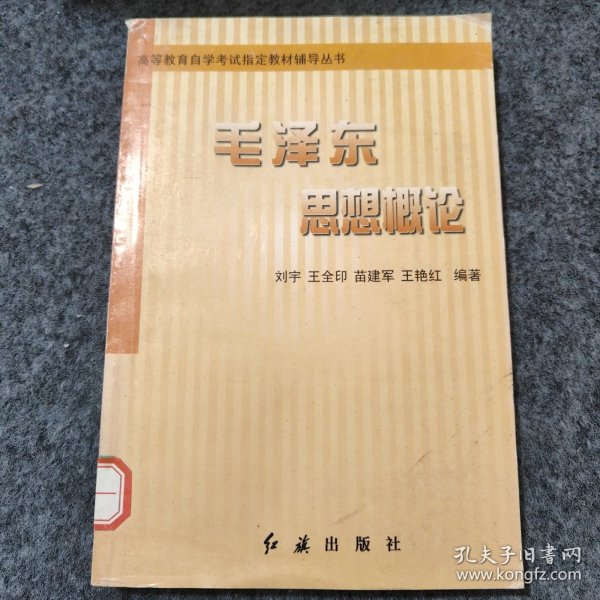 高等教育自学考试指定教材辅导丛书
毛泽东
思想概论
刘宇 王全印 苗建军 王艳红 编著
红旗出版社
孔夫子旧书网
www.kongfz.com